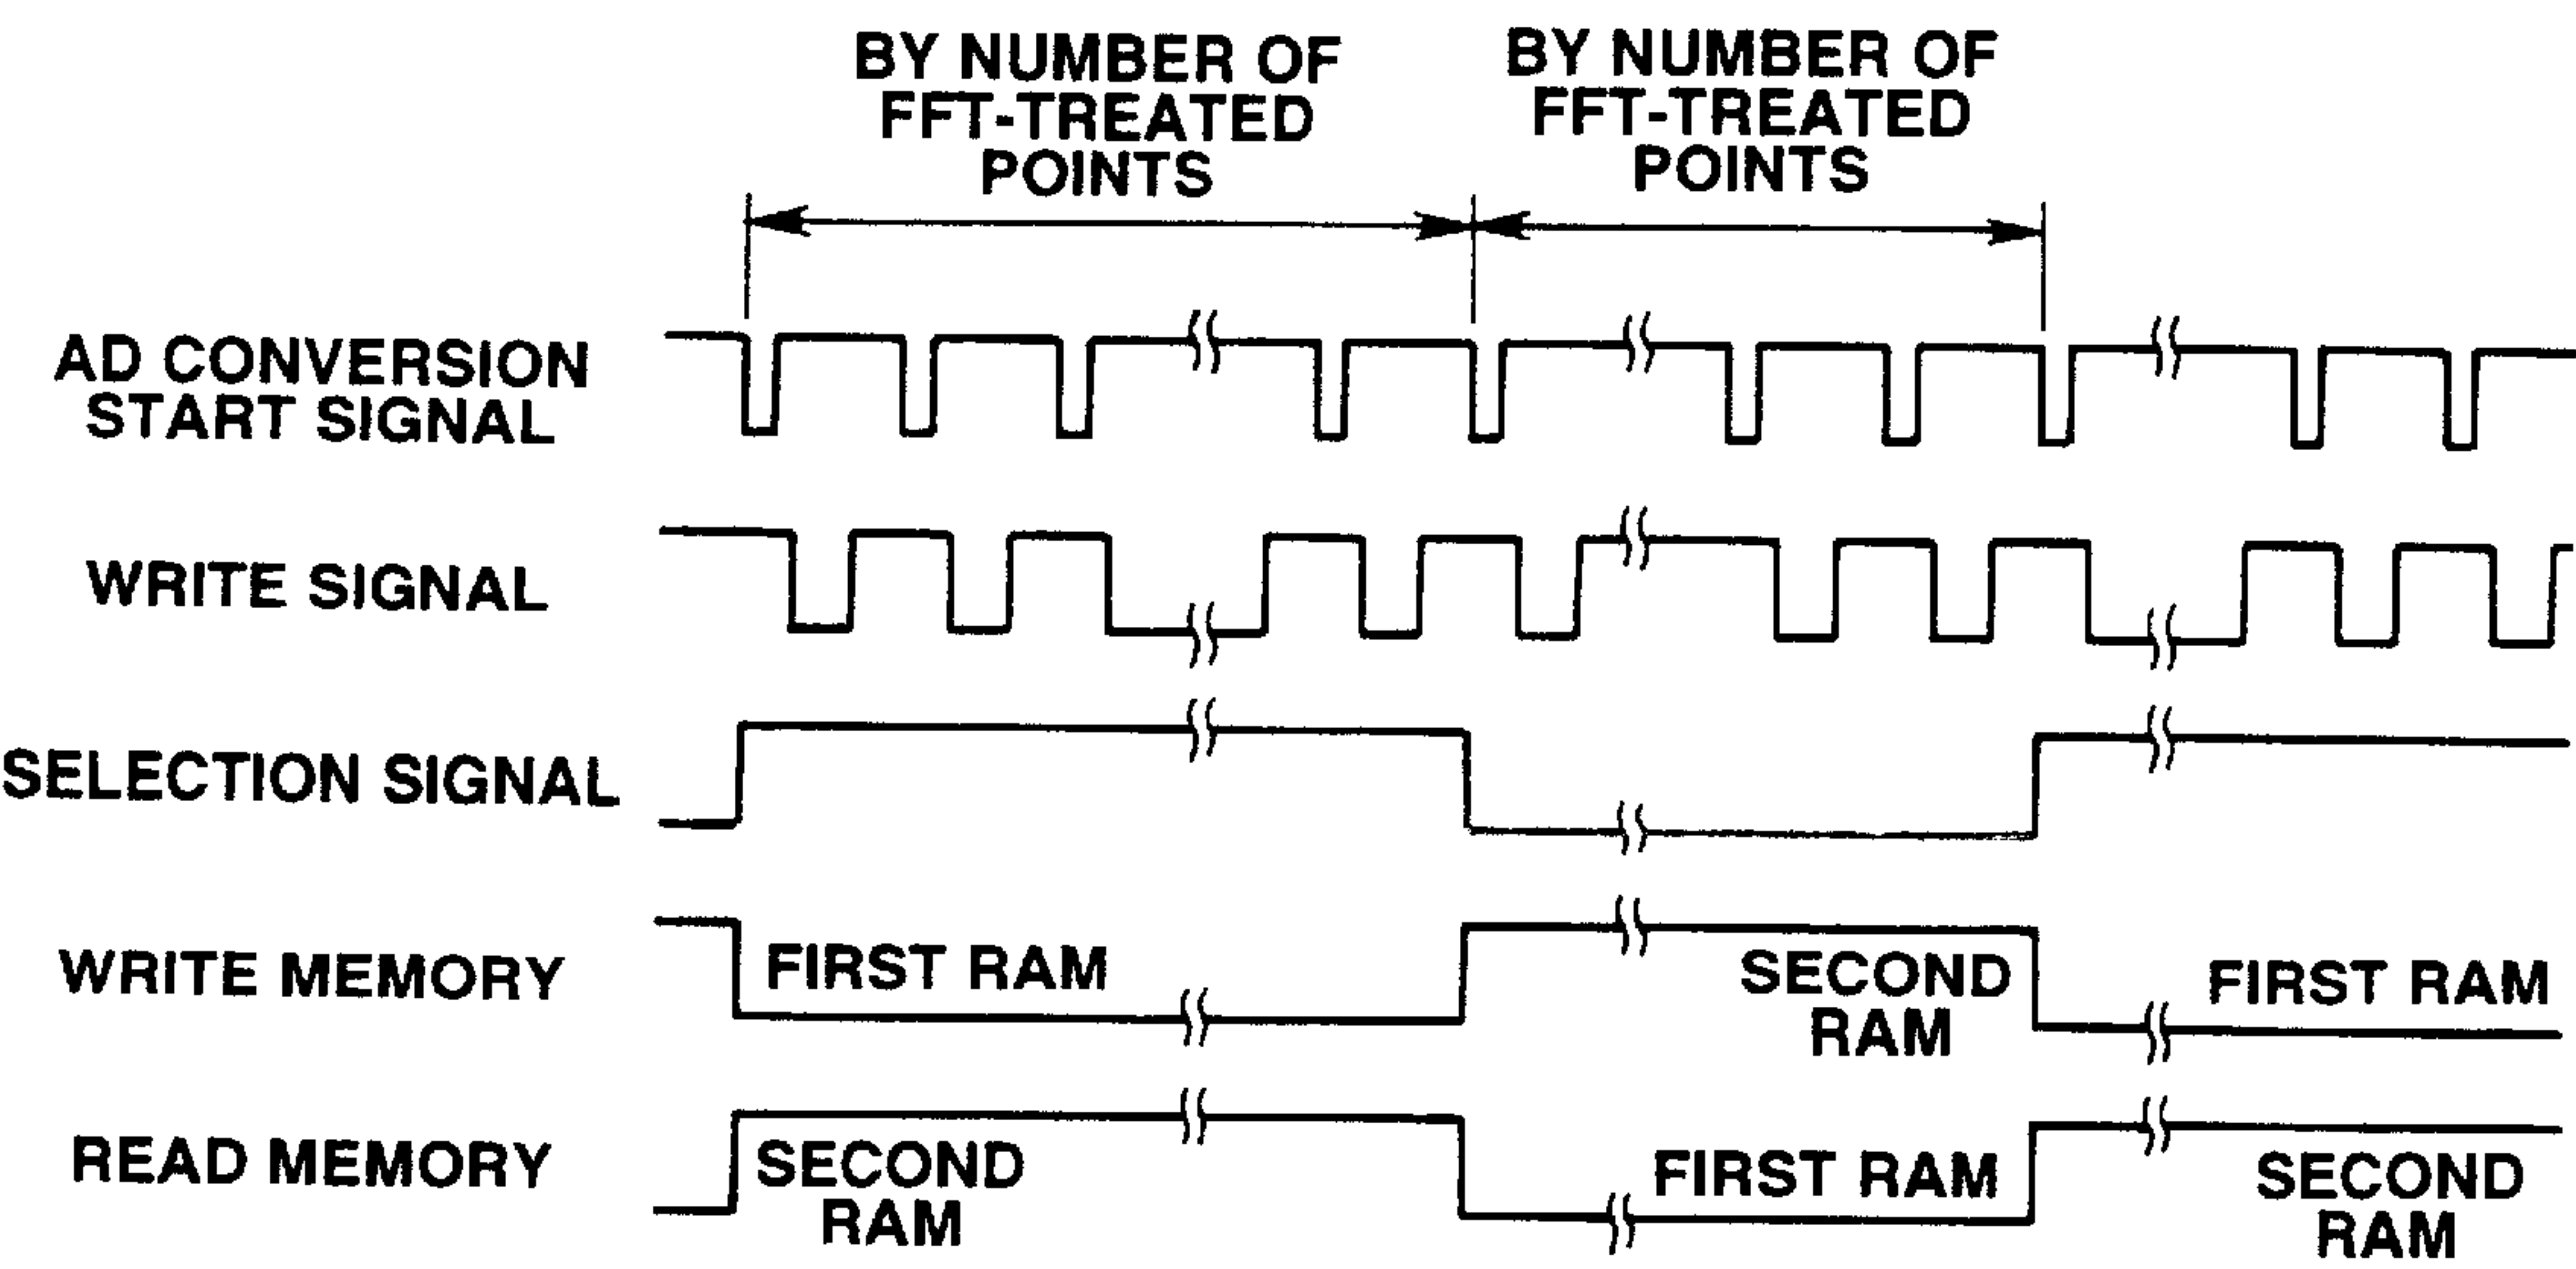 BY NUMBER OF
FFT-TREATED
POINTS
BY NUMBER OF
FFT-TREATED
POINTS
AD CONVERSION
START SIGNAL
WRITE SIGNAL
SELECTION SIGNAL
WRITE MEMORY
FIRST RAM
SECOND
RAM
FIRST RAM
READ MEMORY
SECOND
RAM
FIRST RAM
SECOND
RAM